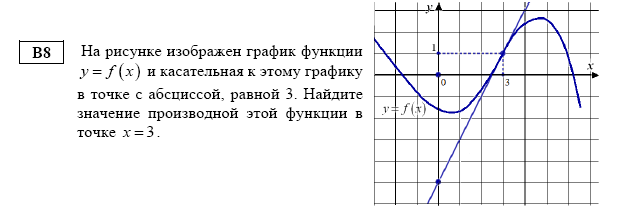 B8
На рисунке изображен график функции
y = f(x) и касательная к этому графику
в точке с абсциссой, равной 3. Найдите
значение производной этой функции в
точке x = 3.
y
1
x
0
3
y = f(x)